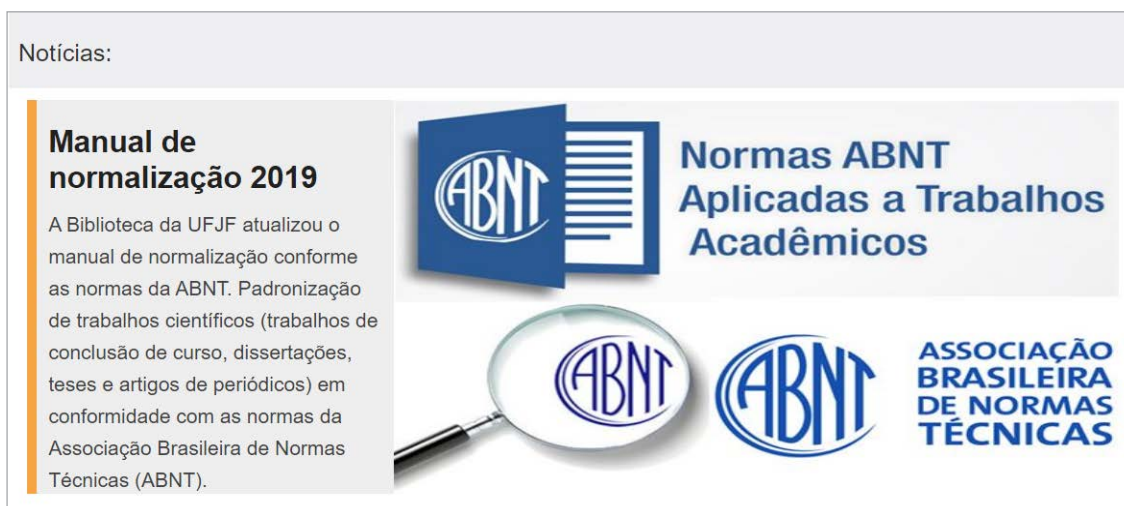 Notícias:
Manual de
normalização 2019
A Biblioteca da UFJF atualizou o
manual de normalização conforme
as normas da ABNT. Padronização
de trabalhos científicos (trabalhos de
conclusão de curso, dissertações,
teses e artigos de periódicos) em
conformidade com as normas da
Associação Brasileira de Normas
Técnicas (ABNT).
ABNT
Normas ABNT
Aplicadas a Trabalhos
Acadêmicos
ABNT
ABNT
ASSOCIAÇÃO
BRASILEIRA
DE NORMAS
TÉCNICAS